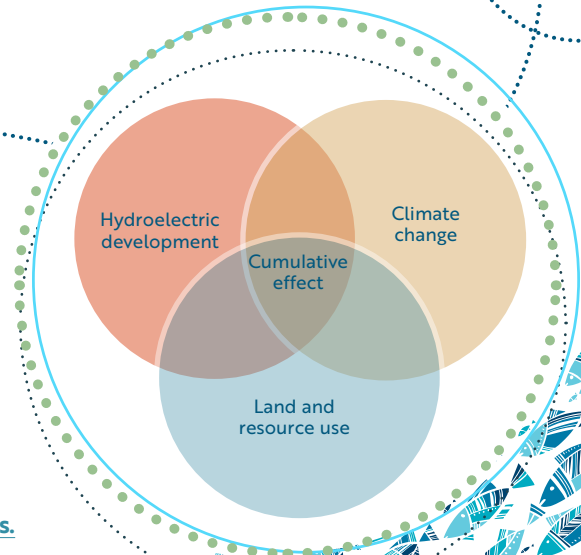 Climate
change
Hydroelectric
development
Cumulative
effect
Land and
resource use
s.